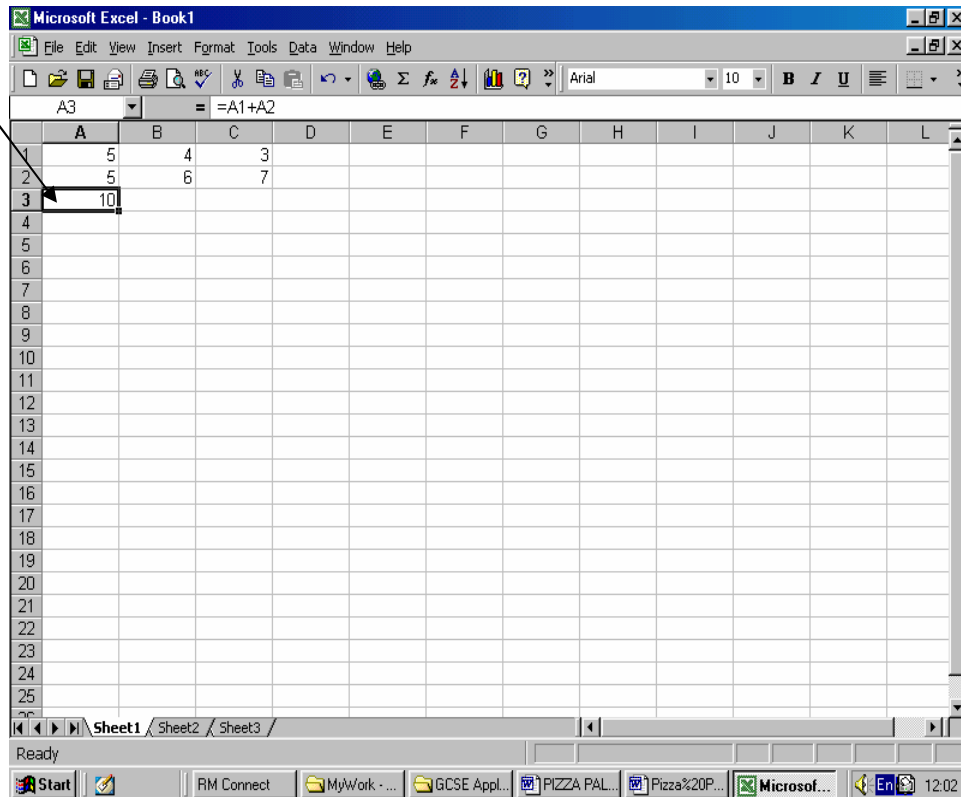 Microsoft Excel - Book1
File Edit View Insert Format Tools Data Window Help
Arial 10 B I U
A3 = =A1+A2
A B C D E F G H I J K L
1 5 4 3
2 5 6 7
3 10
4
5
6
7
8
9
10
11
12
13
14
15
16
17
18
19
20
21
22
23
24
25
Sheet1 Sheet2 Sheet3
Ready
Start RM Connect MyWork - ... GCSE Appl... PIZZA PAL... Pizza%20P... Microsof... En 12:02